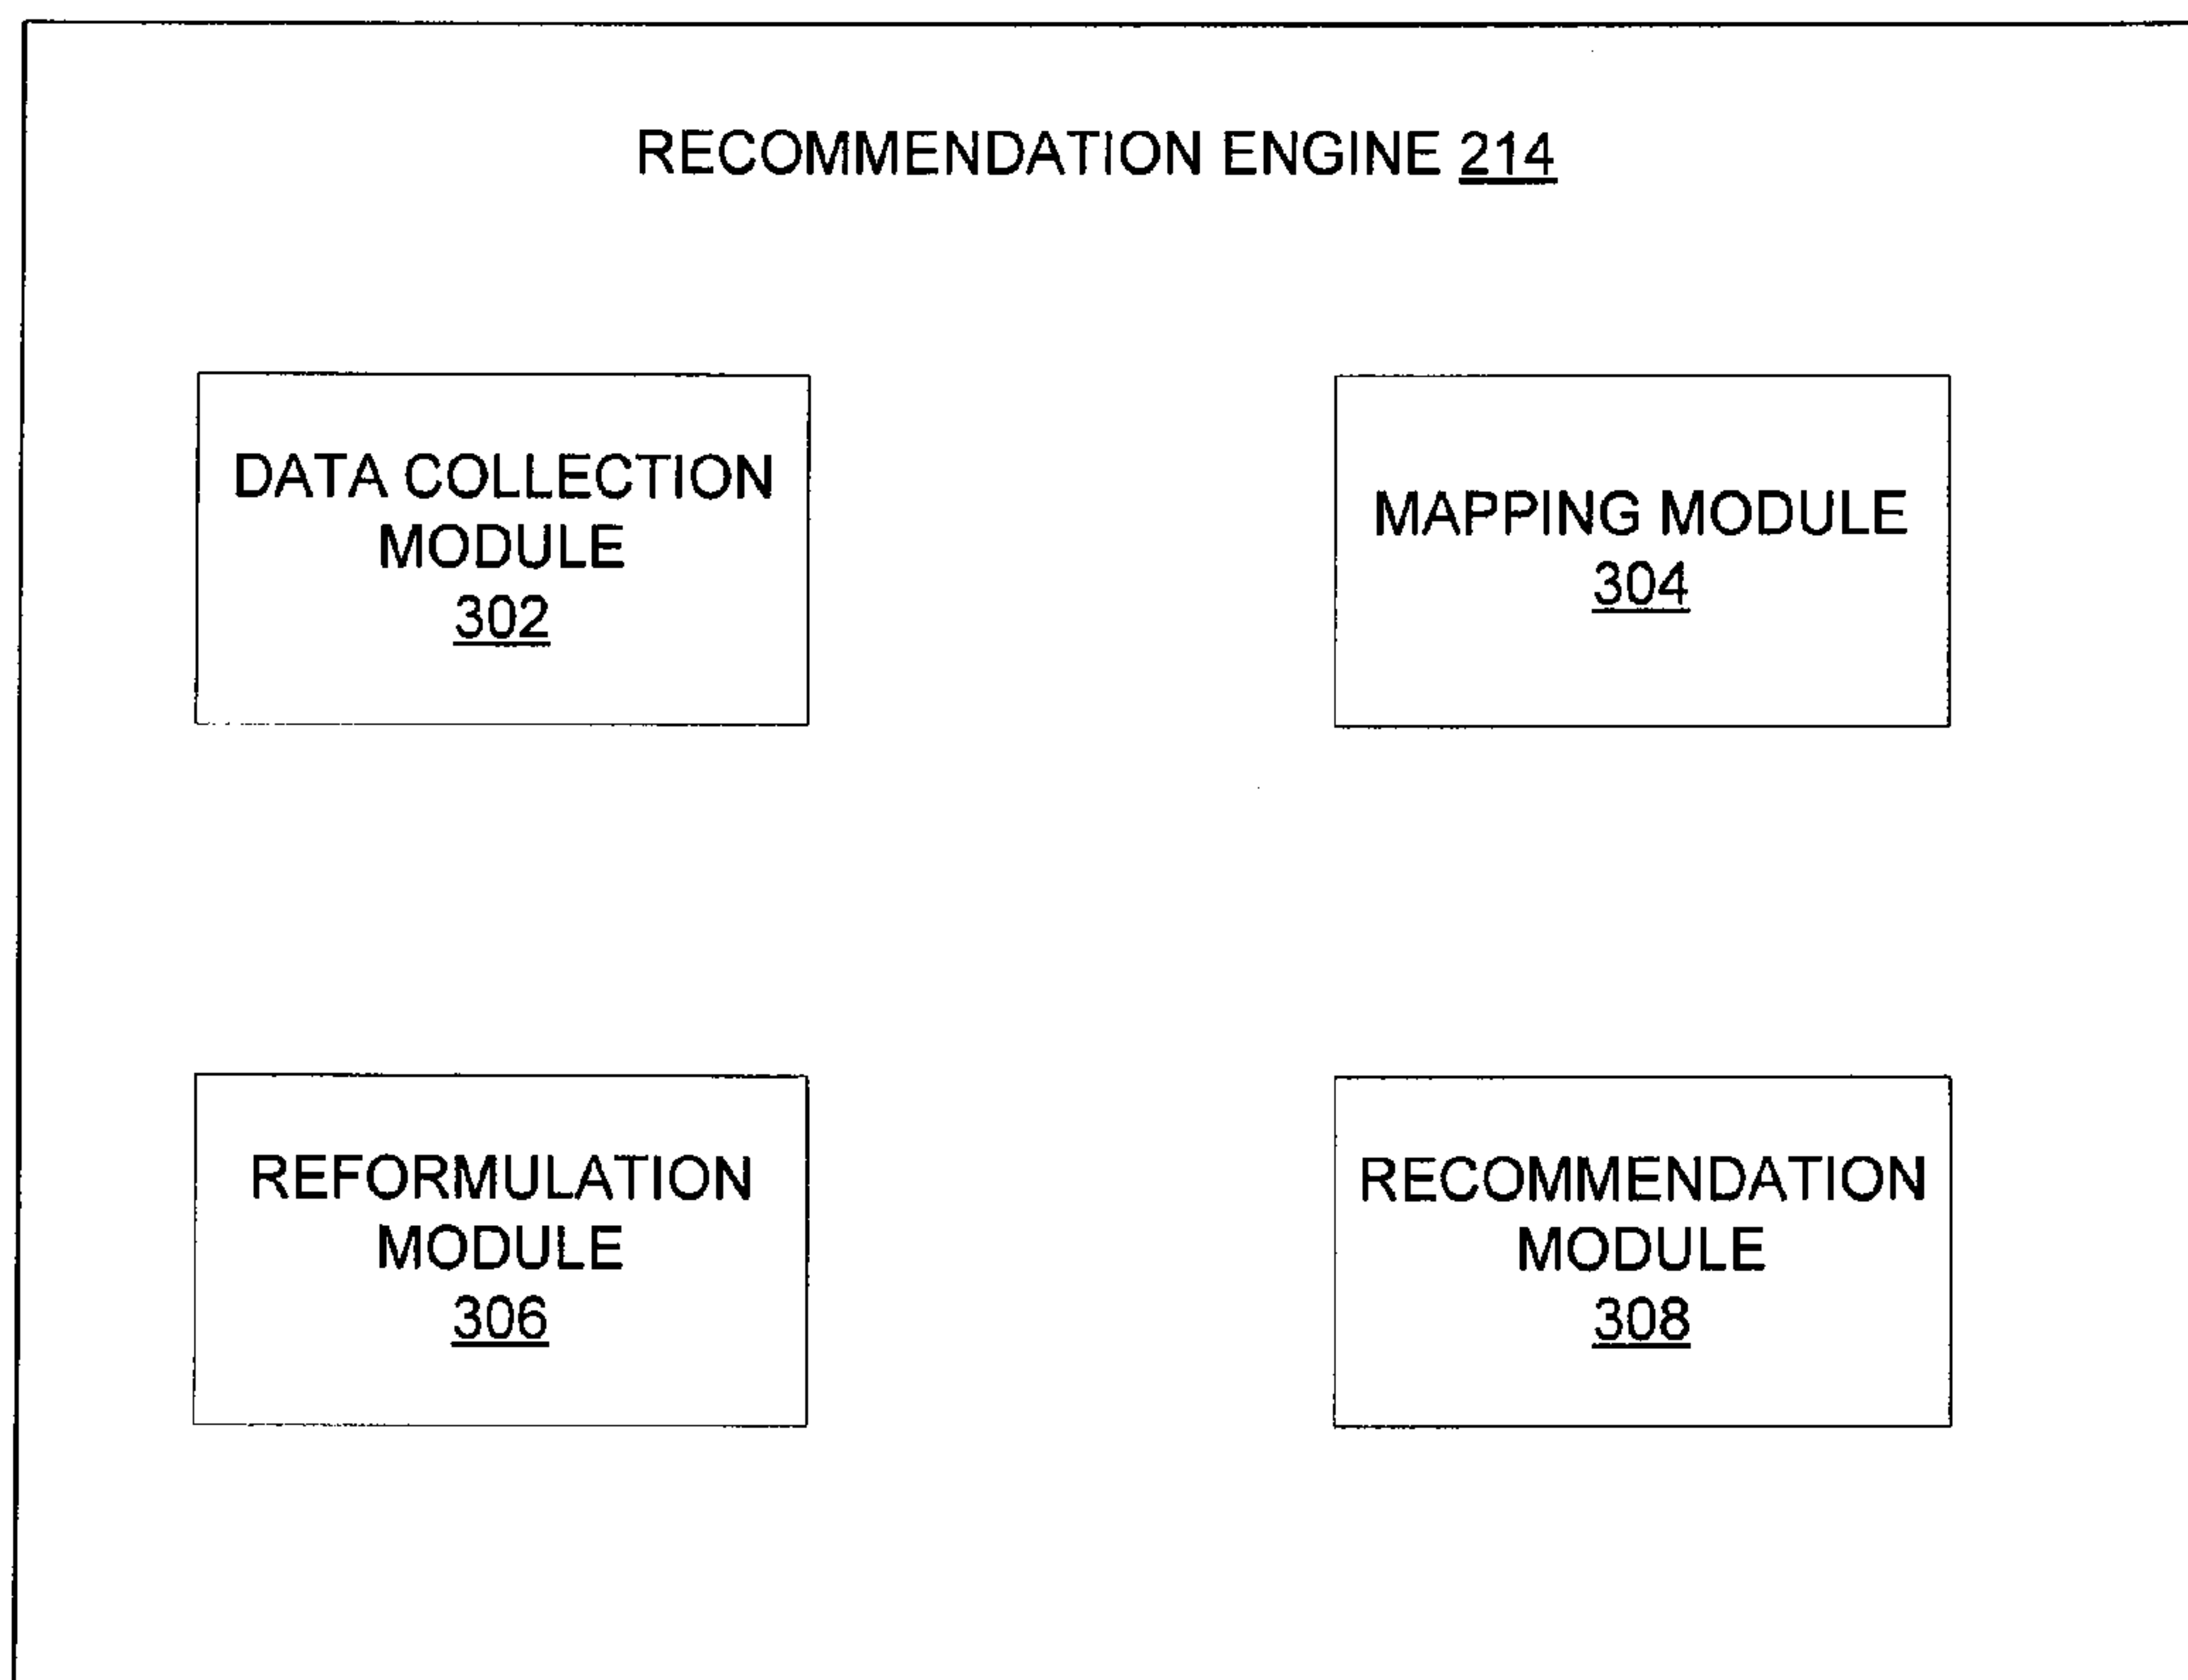 RECOMMENDATION ENGINE 214
DATA COLLECTION
MODULE
302
MAPPING MODULE
304
REFORMULATION
MODULE
306
RECOMMENDATION
MODULE
308